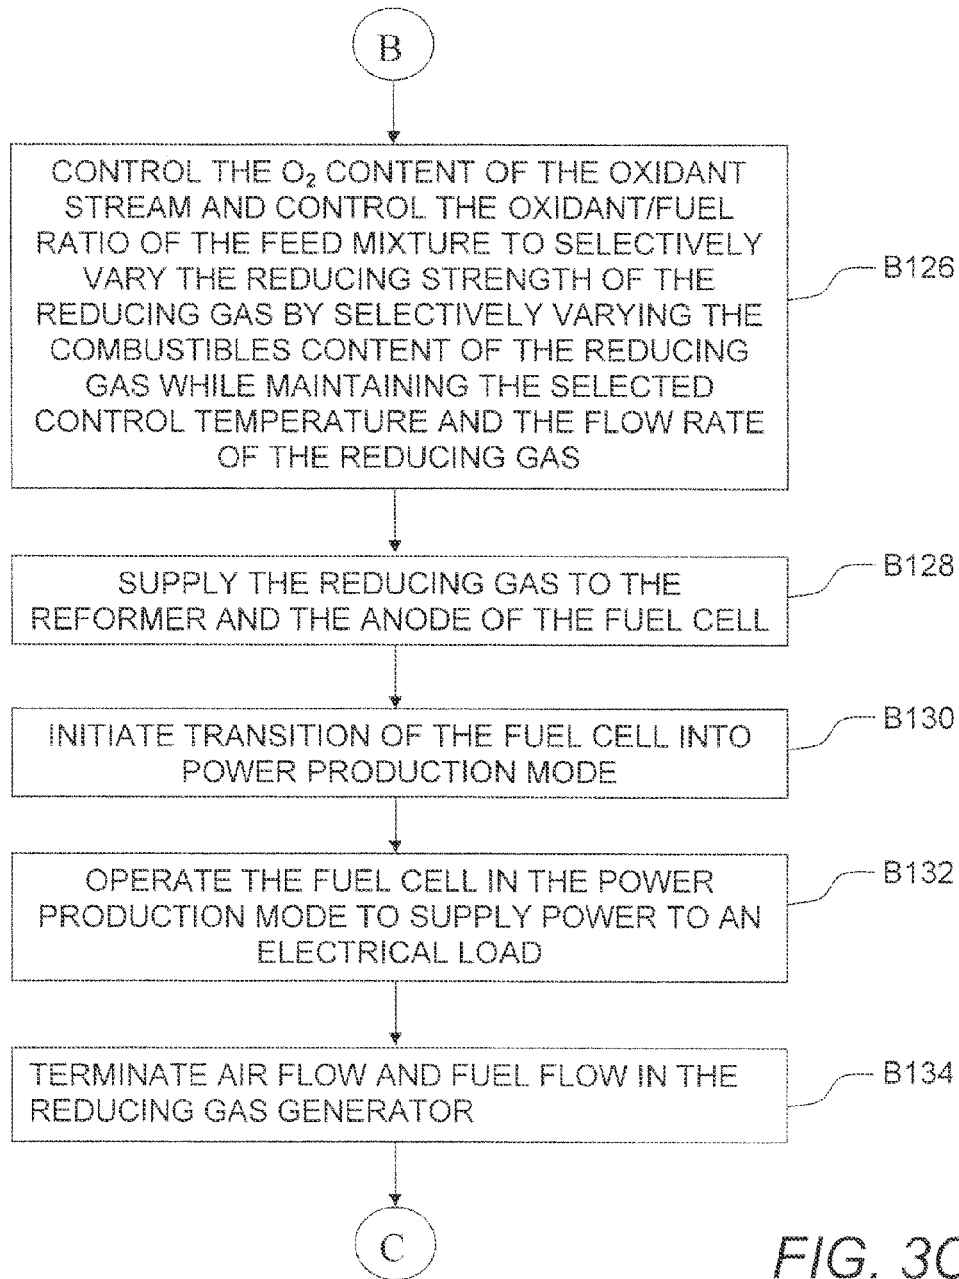 B
CONTROL THE O₂ CONTENT OF THE OXIDANT
STREAM AND CONTROL THE OXIDANT/FUEL
RATIO OF THE FEED MIXTURE TO SELECTIVELY
VARY THE REDUCING STRENGTH OF THE
REDUCING GAS BY SELECTIVELY VARYING THE
COMBUSTIBLES CONTENT OF THE REDUCING
GAS WHILE MAINTAINING THE SELECTED
CONTROL TEMPERATURE AND THE FLOW RATE
OF THE REDUCING GAS
B126
SUPPLY THE REDUCING GAS TO THE
REFORMER AND THE ANODE OF THE FUEL CELL
B128
INITIATE TRANSITION OF THE FUEL CELL INTO
POWER PRODUCTION MODE
B130
OPERATE THE FUEL CELL IN THE POWER
PRODUCTION MODE TO SUPPLY POWER TO AN
ELECTRICAL LOAD
B132
TERMINATE AIR FLOW AND FUEL FLOW IN THE
REDUCING GAS GENERATOR
B134
C
FIG. 3C